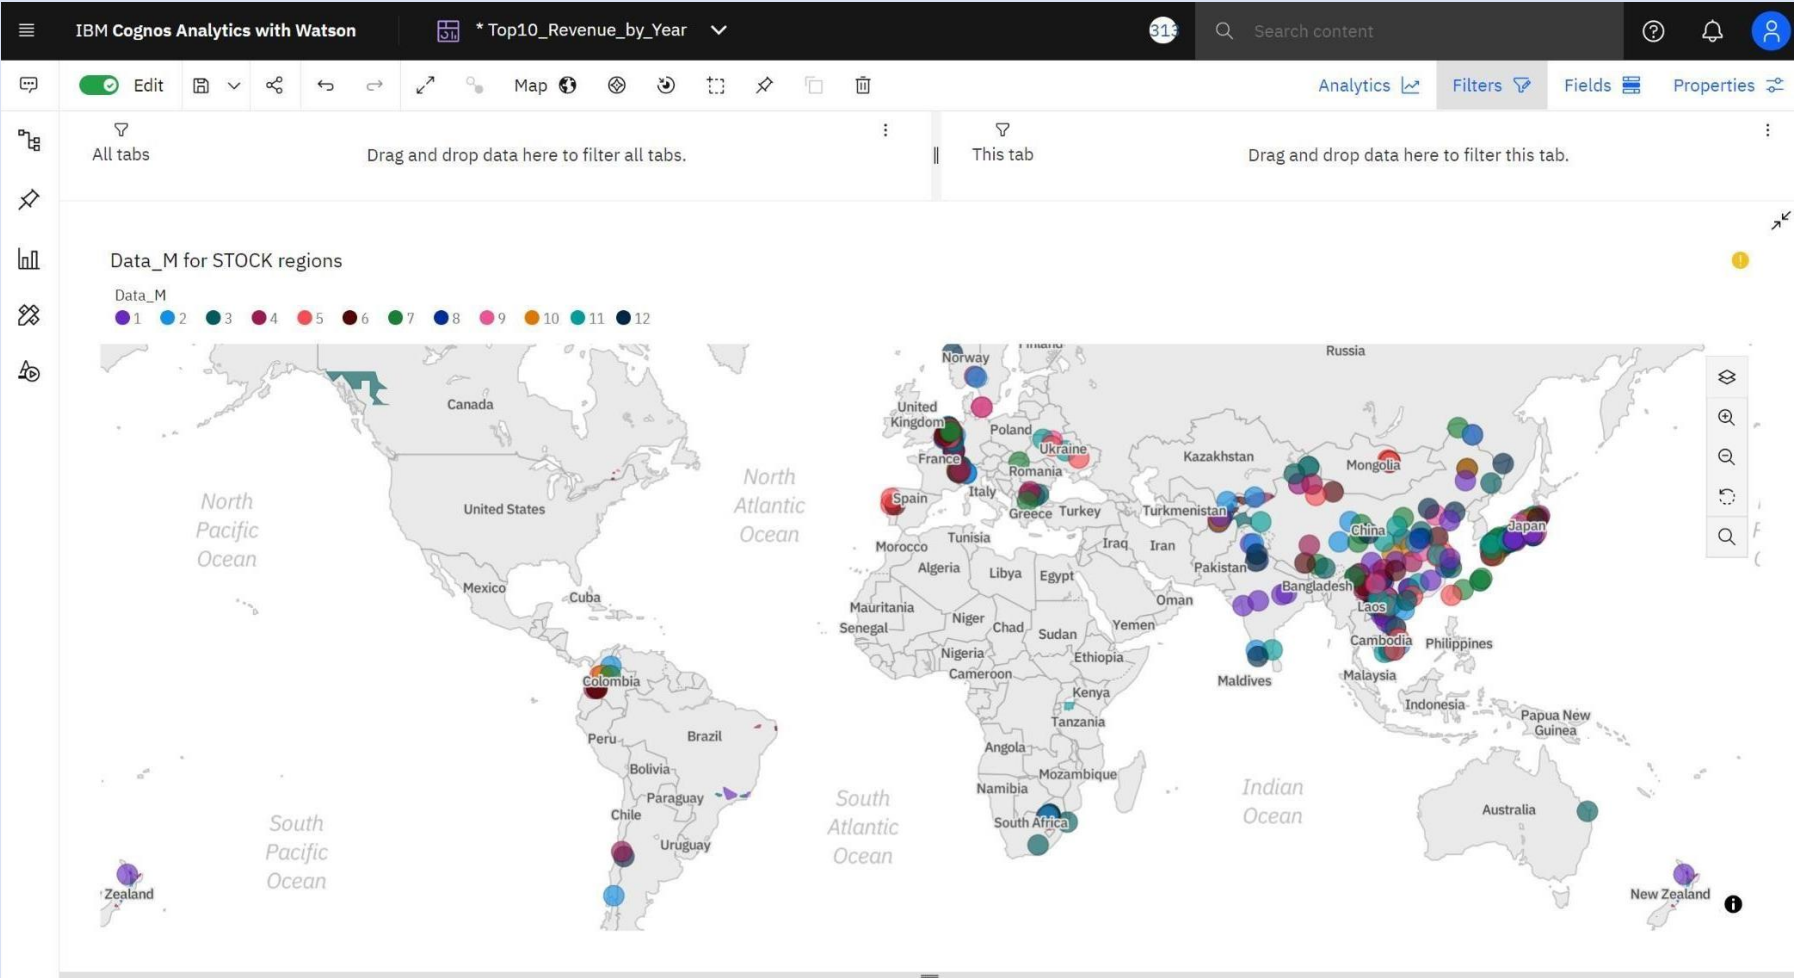 IBM Cognos Analytics with Watson
* Top10_Revenue_by_Year
313
Search content
Edit
Map
Analytics
Filters
Fields
Properties
All tabs
Drag and drop data here to filter all tabs.
This tab
Drag and drop data here to filter this tab.
Data_M for STOCK regions
Data_M
1 2 3 4 5 6 7 8 9 10 11 12
Norway
Finland
Russia
Canada
United
Kingdom
Poland
Ukraine
France
Romania
Kazakhstan
Mongolia
North
Pacific
Ocean
United States
North
Atlantic
Ocean
Spain
Italy
Greece
Turkey
Turkmenistan
China
Japan
Morocco
Tunisia
Iraq
Iran
Algeria
Libya
Egypt
Pakistan
Bangladesh
Mexico
Cuba
Mauritania
Niger
Chad
Sudan
Oman
Yemen
Laos
Senegal
Nigeria
Cameroon
Ethiopia
Cambodia
Philippines
Colombia
Kenya
Maldives
Malaysia
Indonesia
Papua New
Guinea
Tanzania
Peru
Brazil
Angola
Bolivia
Mozambique
Namibia
Paraguay
Chile
South
Atlantic
Ocean
Indian
Ocean
South Africa
Australia
South
Pacific
Ocean
Uruguay
Zealand
New Zealand